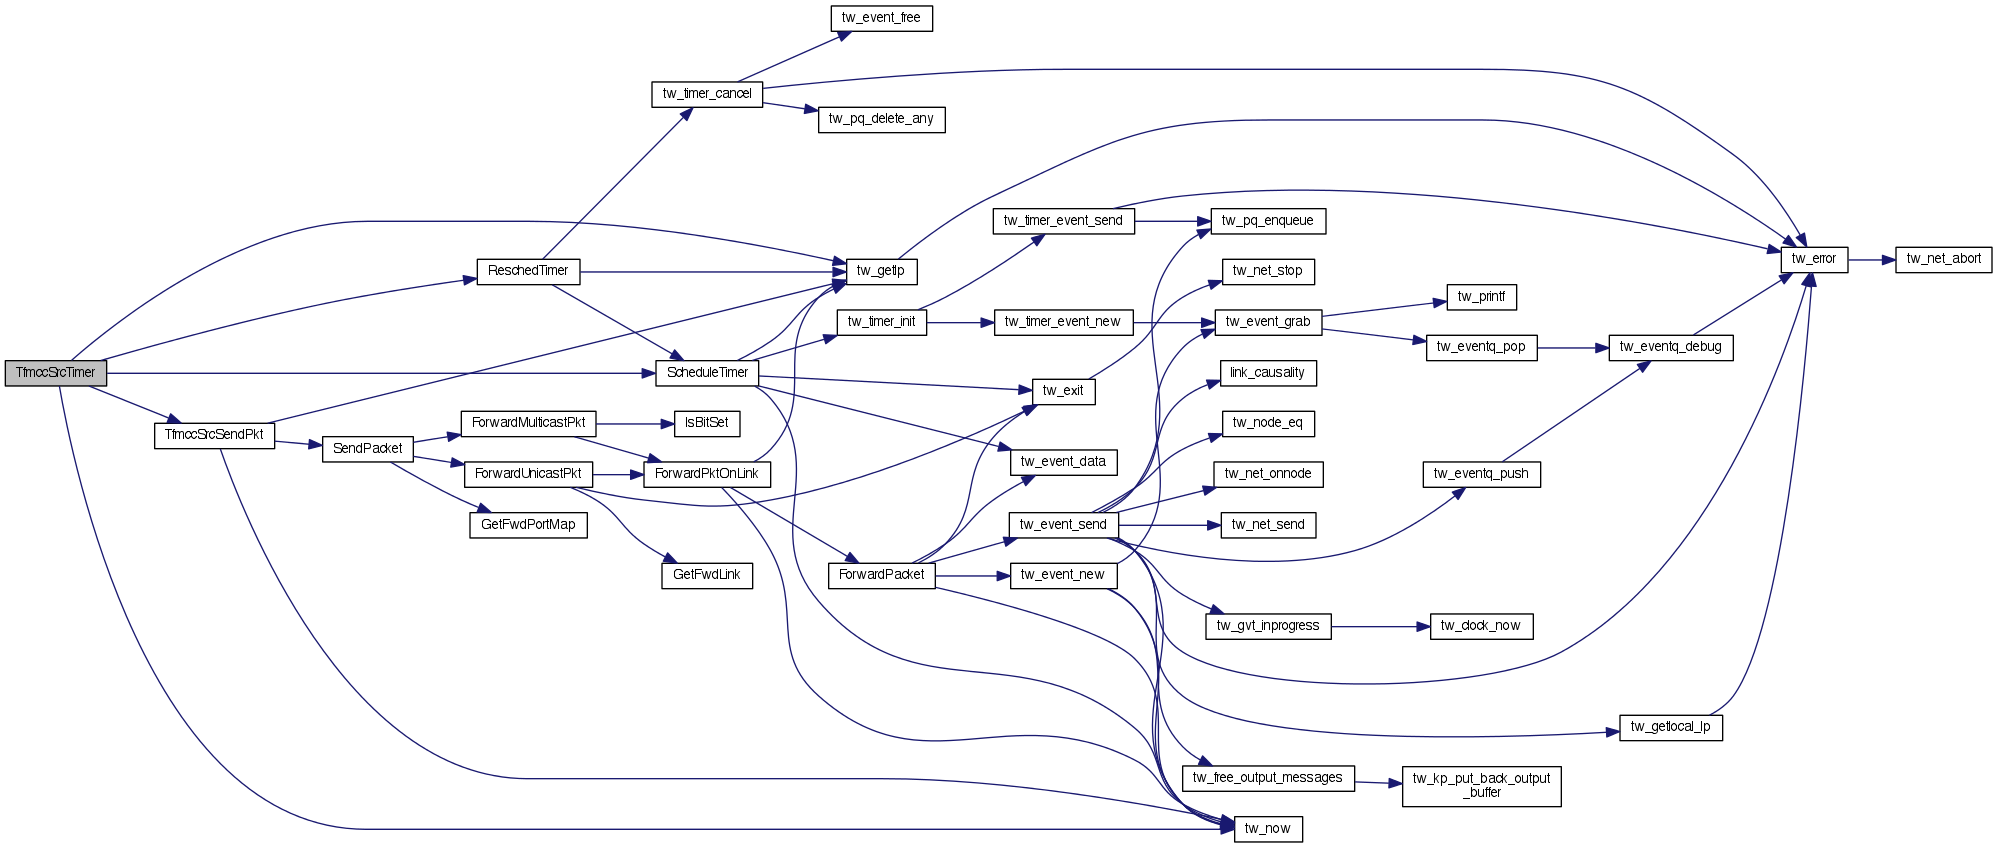 tw_event_free
tw_timer_cancel
tw_pq_delete_any
tw_timer_event_send
tw_pq_enqueue
tw_error
tw_net_abort
ReschedTimer
tw_getlp
tw_net_stop
tw_printf
tw_timer_init
tw_timer_event_new
tw_event_grab
tw_eventq_pop
tw_eventq_debug
TfmccSrcTimer
ScheduleTimer
tw_exit
link_causality
TfmccSrcSendPkt
ForwardMulticastPkt
IsBitSet
tw_node_eq
SendPacket
ForwardUnicastPkt
ForwardPktOnLink
tw_event_data
tw_net_onnode
tw_eventq_push
GetFwdPortMap
tw_event_send
tw_net_send
GetFwdLink
ForwardPacket
tw_event_new
tw_gvt_inprogress
tw_clock_now
tw_getlocal_lp
tw_free_output_messages
tw_kp_put_back_output
_buffer
tw_now